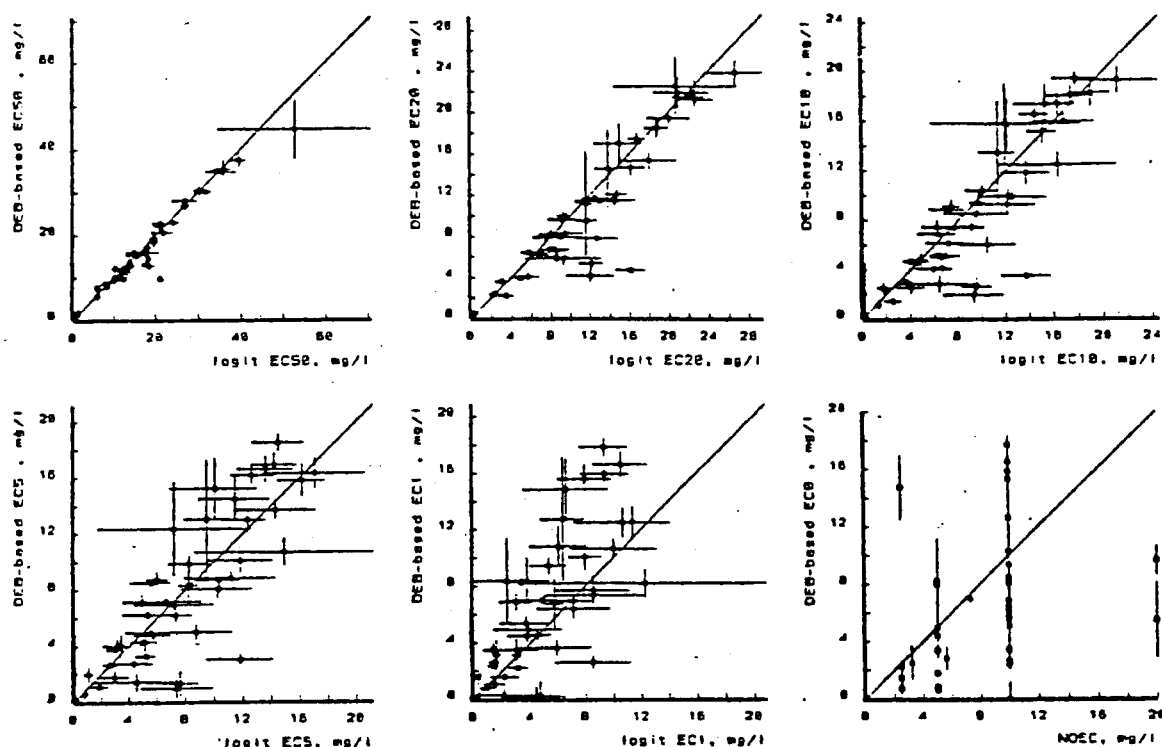 DEB-based EC50 , mg/l
60
40
20
0
20 40 60
logit EC50, mg/l
DEB-based EC20 , mg/l
28
24
20
16
12
8
4
0
0 4 8 12 16 20 24 28
logit EC20, mg/l
DEB-based EC10 , mg/l
24
20
16
12
8
4
0
0 4 8 12 16 20 24
logit EC10, mg/l
DEB-based EC5 , mg/l
20
16
12
8
4
0
0 4 8 12 16 20
logit EC5, mg/l
DEB-based EC1 , mg/l
20
16
12
8
4
0
0 4 8 12 16 20
logit EC1, mg/l
DEB-based EC0 , mg/l
20
16
12
8
4
0
0 4 8 12 16 20
NOEC, mg/l